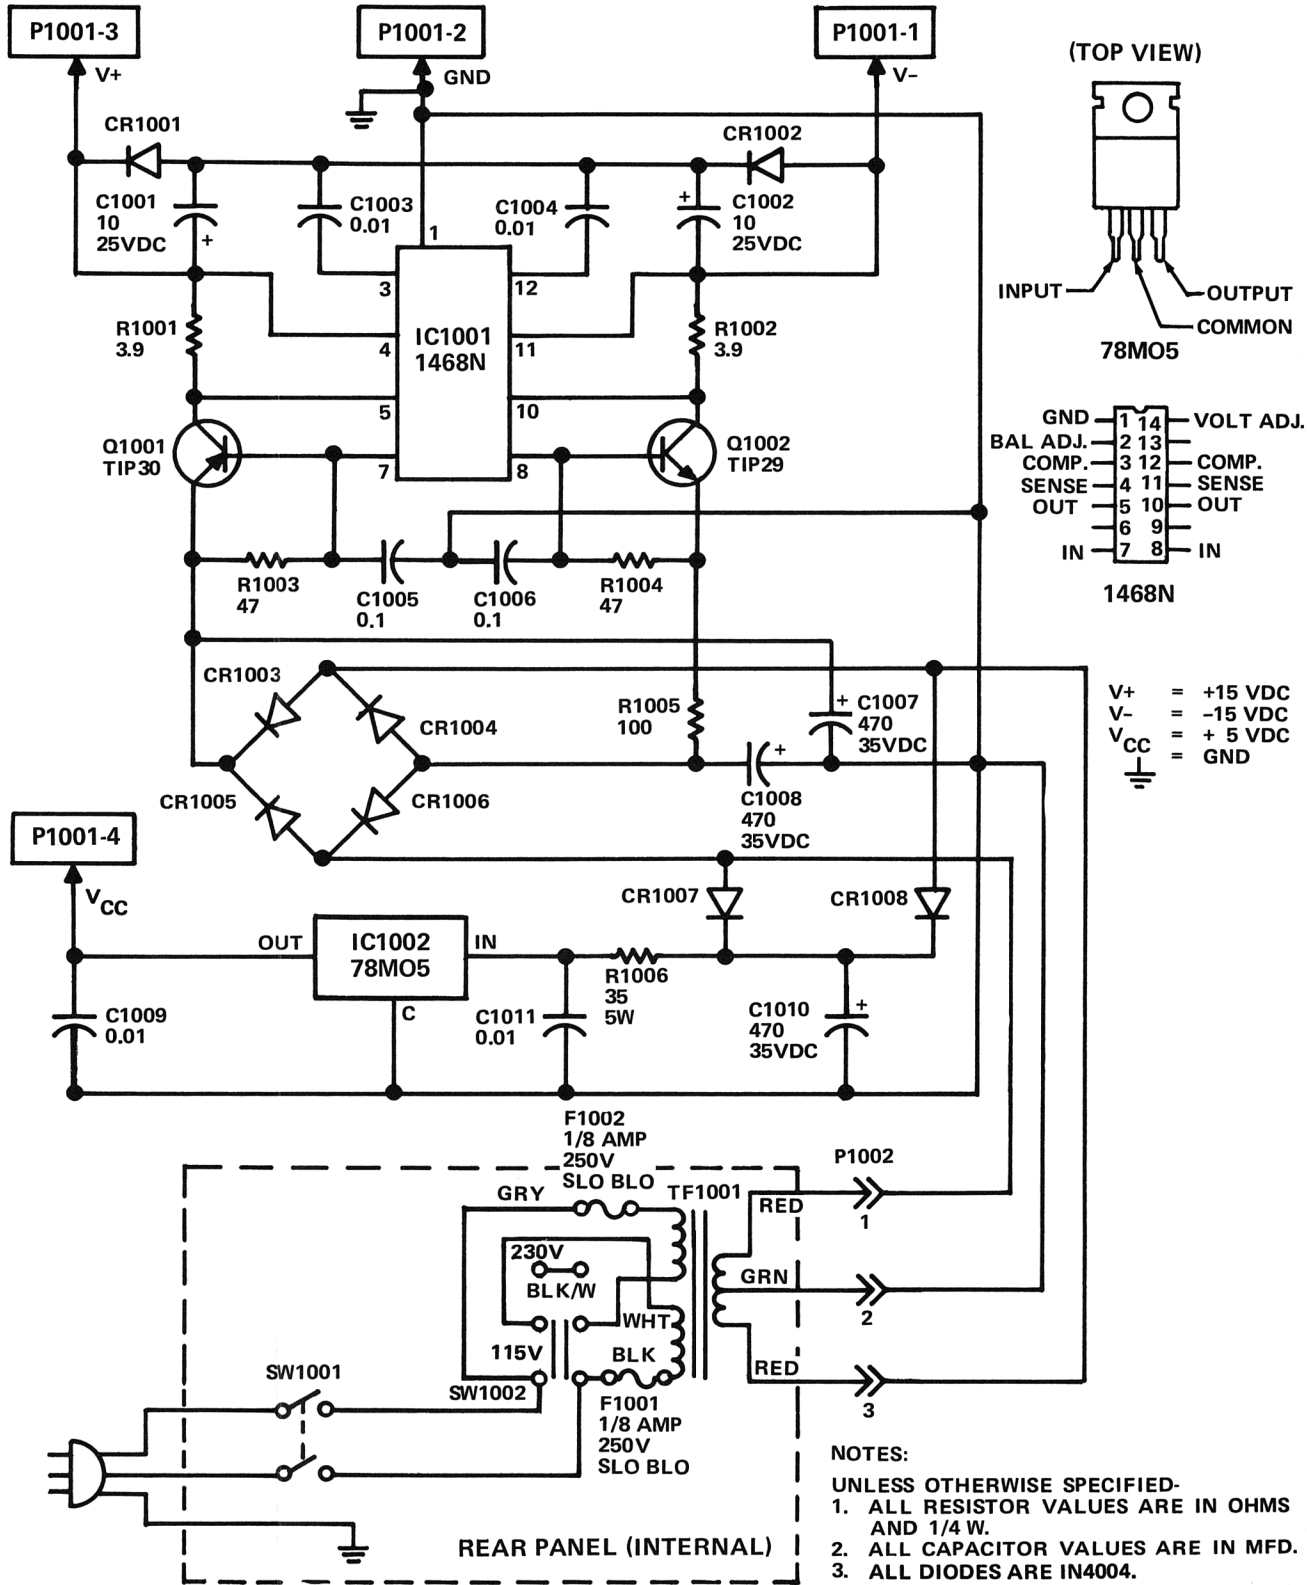 P1001-3
P1001-2
P1001-1
V+
GND
V–
(TOP VIEW)
CR1001
CR1002
C1001
10
25VDC
+
C1003
0.01
C1004
0.01
+
C1002
10
25VDC
1
3
12
INPUT
OUTPUT
COMMON
78MO5
R1001
3.9
IC1001
1468N
R1002
3.9
4
11
5
10
7
8
Q1001
TIP30
Q1002
TIP29
GND 1 14 VOLT ADJ.
BAL ADJ. 2 13
COMP. 3 12 COMP.
SENSE 4 11 SENSE
OUT 5 10 OUT
6 9
IN 7 8 IN
1468N
R1003
47
C1005
0.1
C1006
0.1
R1004
47
CR1003
CR1004
CR1005
CR1006
R1005
100
+
C1007
470
35VDC
+
C1008
470
35VDC
V+ = +15 VDC
V– = –15 VDC
VCC = + 5 VDC
= GND
P1001-4
VCC
CR1007
CR1008
OUT
IC1002
78MO5
IN
C
C1009
0.01
C1011
0.01
R1006
35
5W
C1010
470
35VDC
+
F1002
1/8 AMP
250V
SLO BLO
P1002
GRY
TF1001
RED
1
230V
BLK/W
GRN
2
WHT
115V
BLK
RED
3
SW1001
SW1002
F1001
1/8 AMP
250V
SLO BLO
REAR PANEL (INTERNAL)
NOTES:
UNLESS OTHERWISE SPECIFIED-
1. ALL RESISTOR VALUES ARE IN OHMS
AND 1/4 W.
2. ALL CAPACITOR VALUES ARE IN MFD.
3. ALL DIODES ARE IN4004.